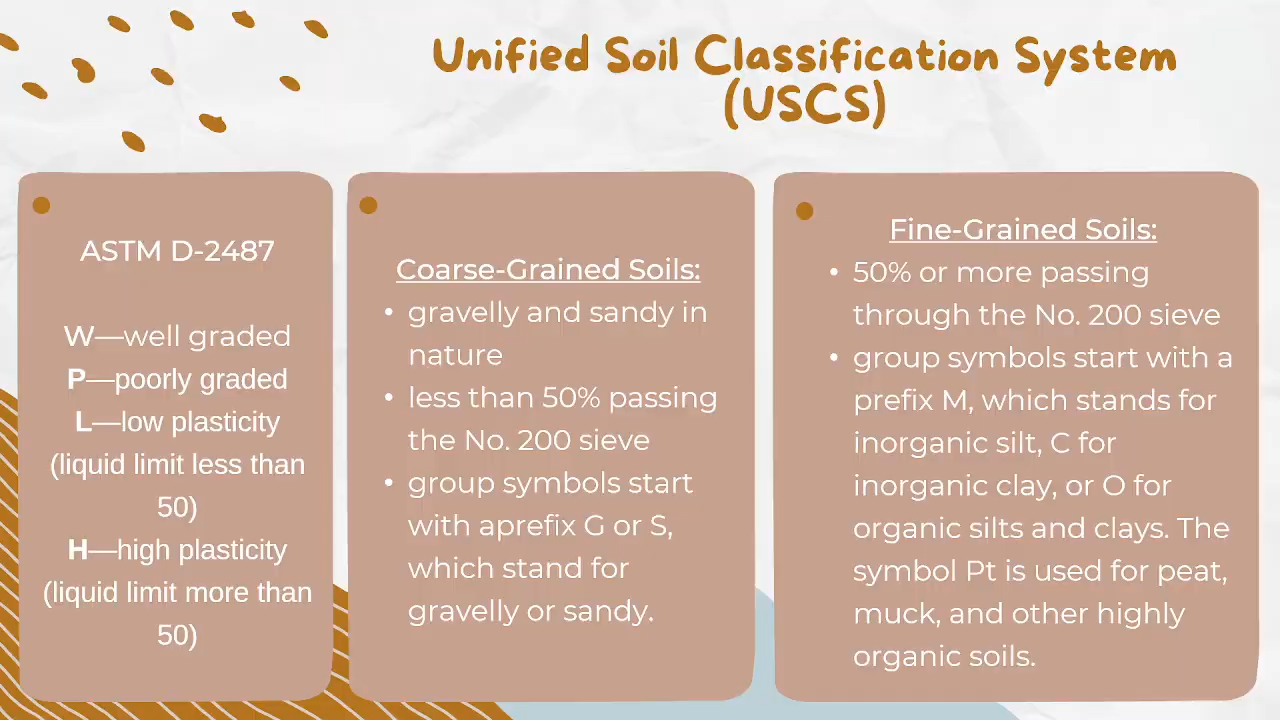 Unified Soil Classification System
(USCS)
ASTM D-2487
W—well graded
P—poorly graded
L—low plasticity
(liquid limit less than
50)
H—high plasticity
(liquid limit more than
50)
Coarse-Grained Soils:
• gravelly and sandy in
nature
• less than 50% passing
the No. 200 sieve
• group symbols start
with aprefix G or S,
which stand for
gravelly or sandy.
Fine-Grained Soils:
• 50% or more passing
through the No. 200 sieve
• group symbols start with a
prefix M, which stands for
inorganic silt, C for
inorganic clay, or O for
organic silts and clays. The
symbol Pt is used for peat,
muck, and other highly
organic soils.